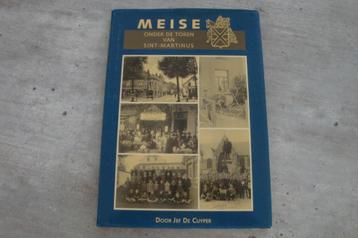 MEISE
ONDER DE TOREN
VAN
SINT-MARTINUS
DOOR JEF DE CUYPER